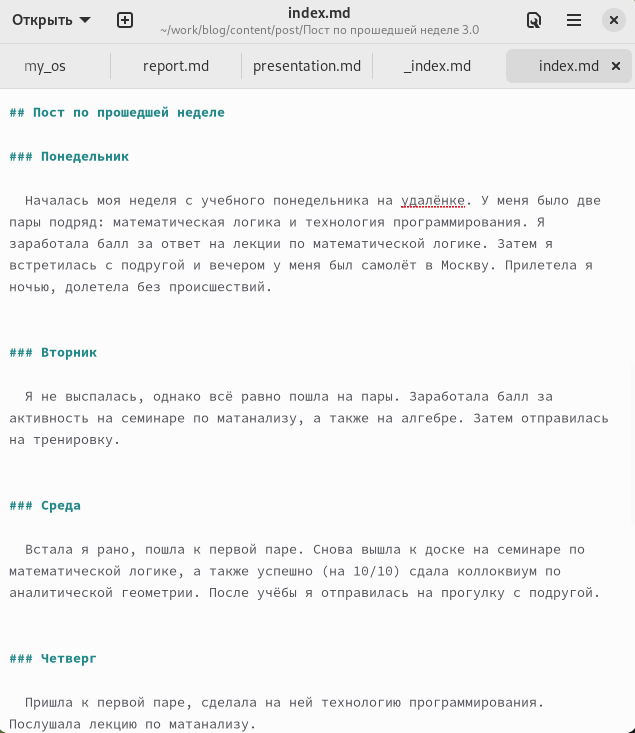 Открыть
index.md
~/work/blog/content/post/Пост по прошедшей неделе 3.0
my_os
report.md
presentation.md
_index.md
index.md
## Пост по прошедшей неделе
### Понедельник
Началась моя неделя с учебного понедельника на удалёнке. У меня было две
пары подряд: математическая логика и технология программирования. Я
заработала балл за ответ на лекции по математической логике. Затем я
встретилась с подругой и вечером у меня был самолёт в Москву. Прилетела я
ночью, долетела без происшествий.
### Вторник
Я не выспалась, однако всё равно пошла на пары. Заработала балл за
активность на семинаре по матанализу, а также на алгебре. Затем отправилась
на тренировку.
### Среда
Встала я рано, пошла к первой паре. Снова вышла к доске на семинаре по
математической логике, а также успешно (на 10/10) сдала коллоквиум по
аналитической геометрии. После учёбы я отправилась на прогулку с подругой.
### Четверг
Пришла к первой паре, сделала на ней технологию программирования.
Послушала лекцию по матанализу.